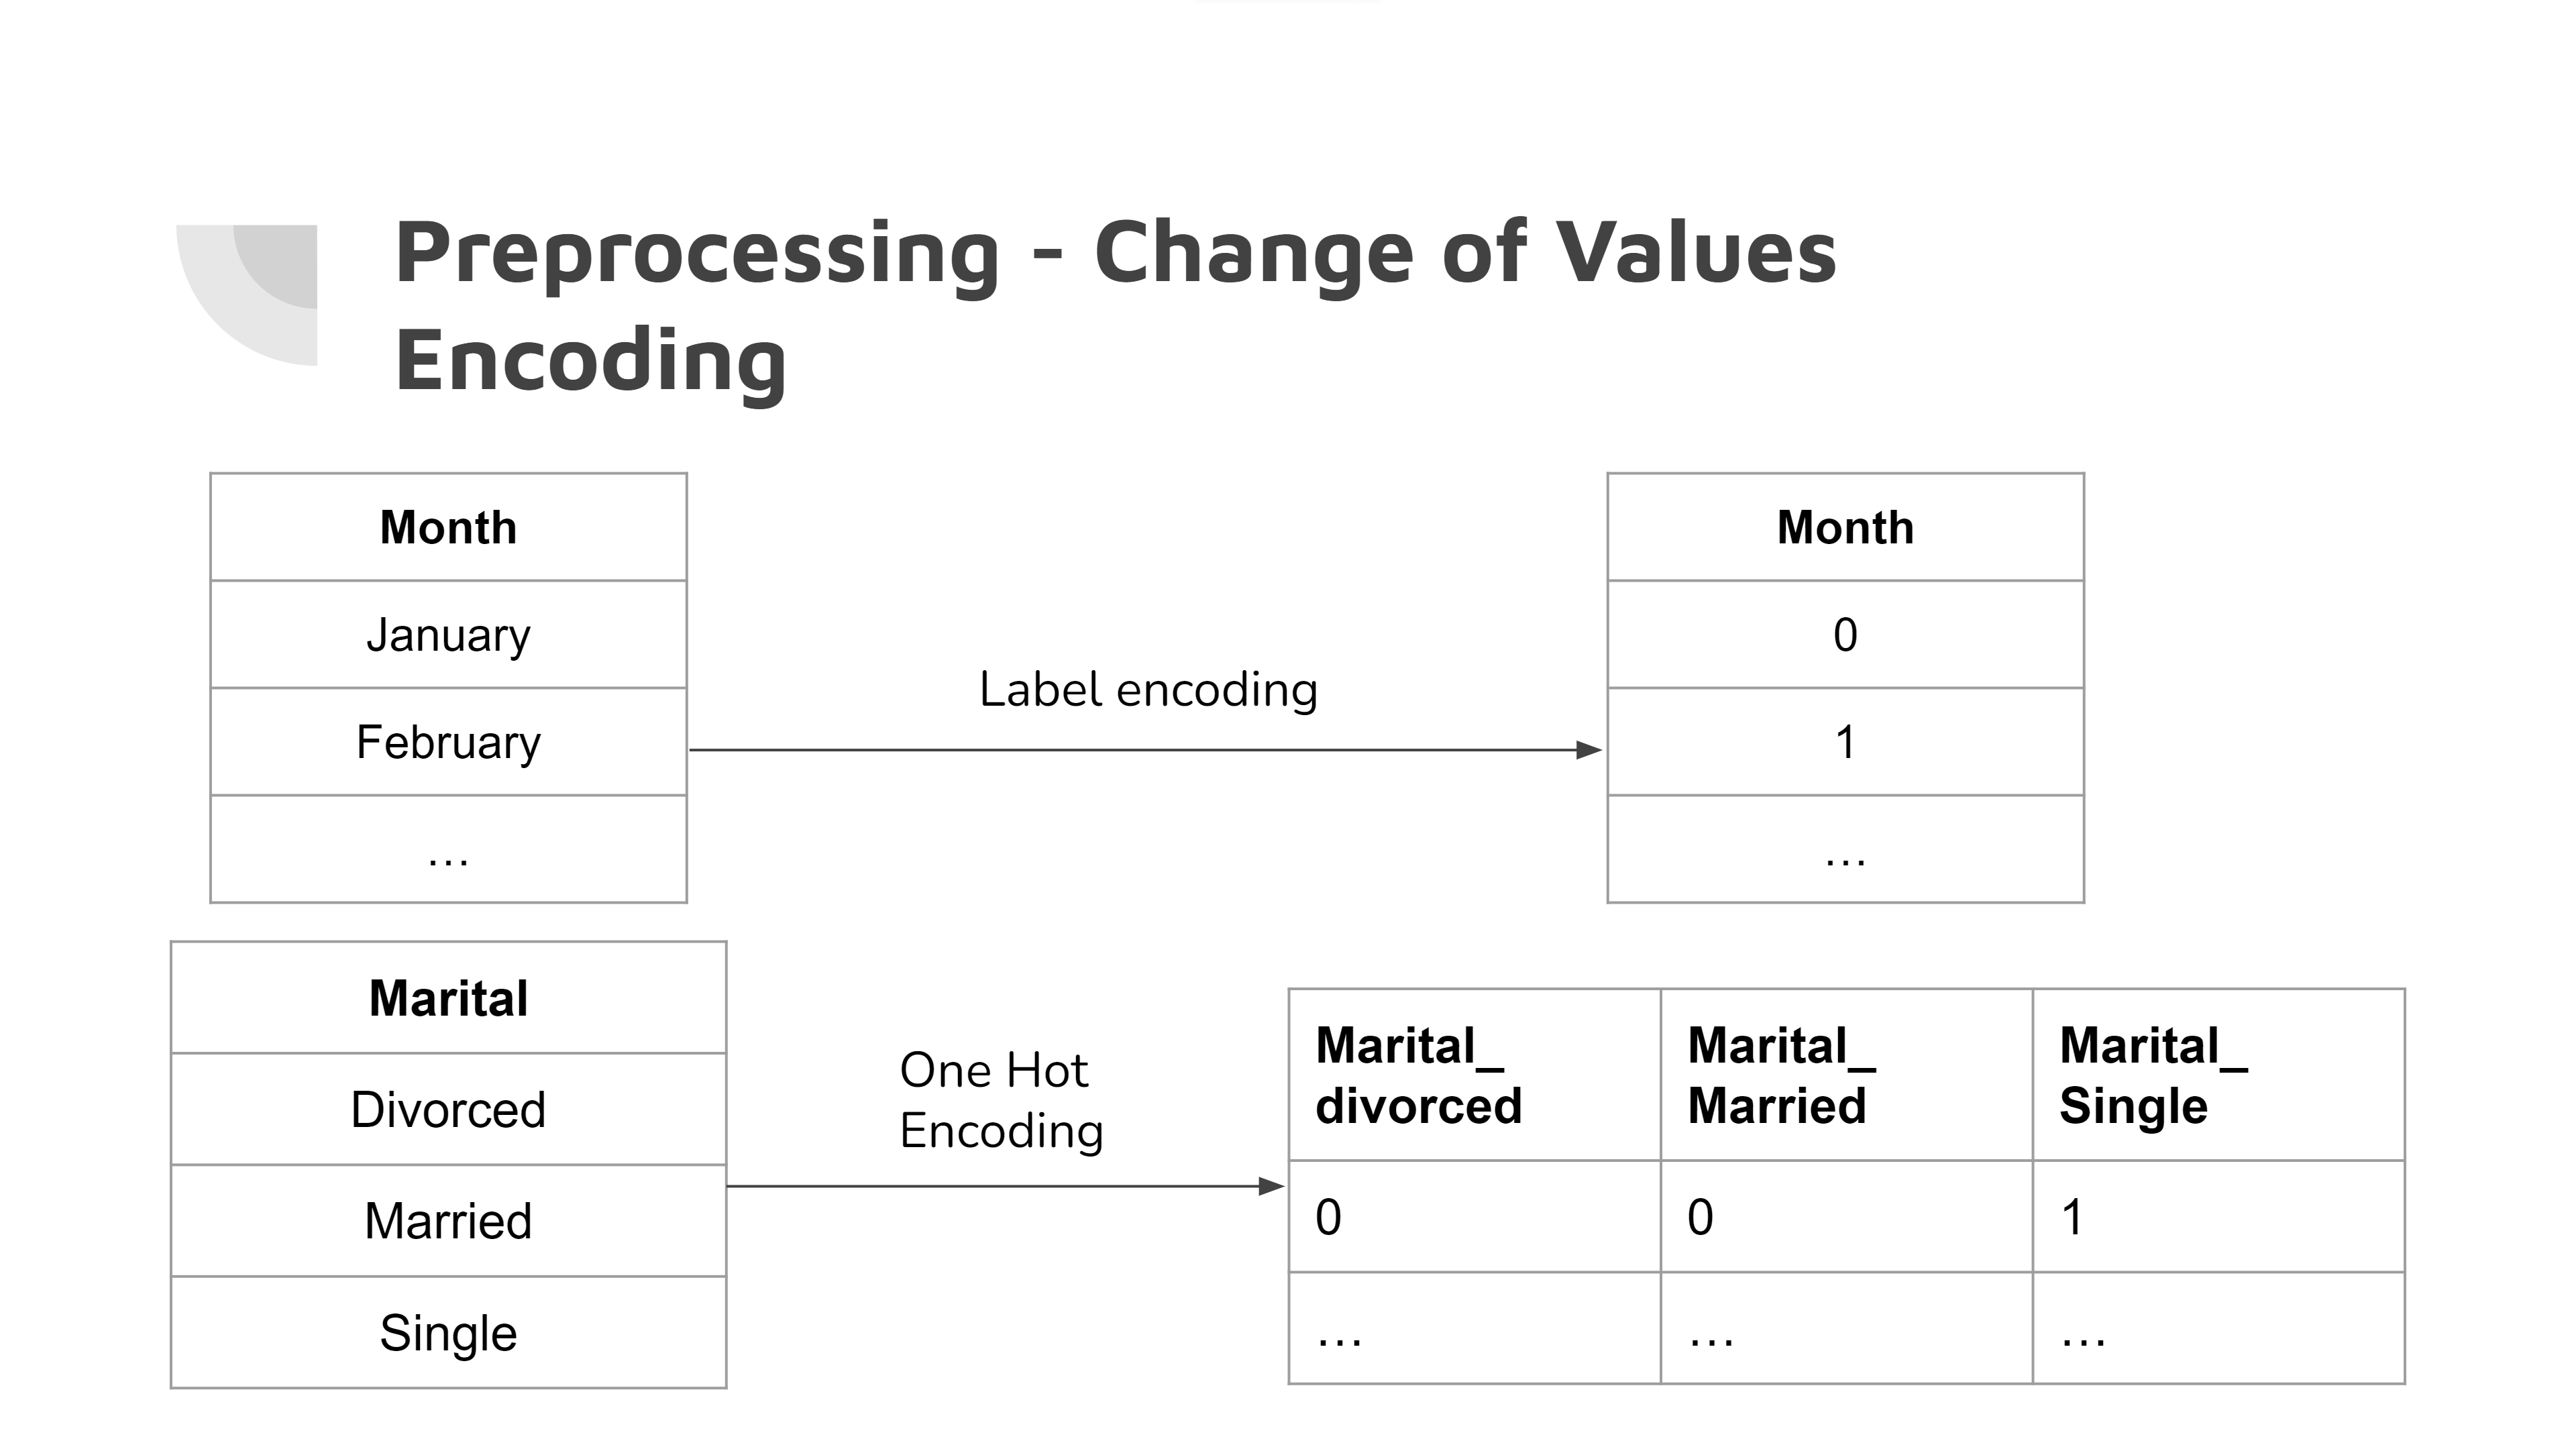 Preprocessing - Change of Values
Encoding
Month
January
February
…
Label encoding
Month
0
1
…
Marital
Divorced
Married
Single
One Hot
Encoding
Marital_
divorced
Marital_
Married
Marital_
Single
0
0
1
…
…
…